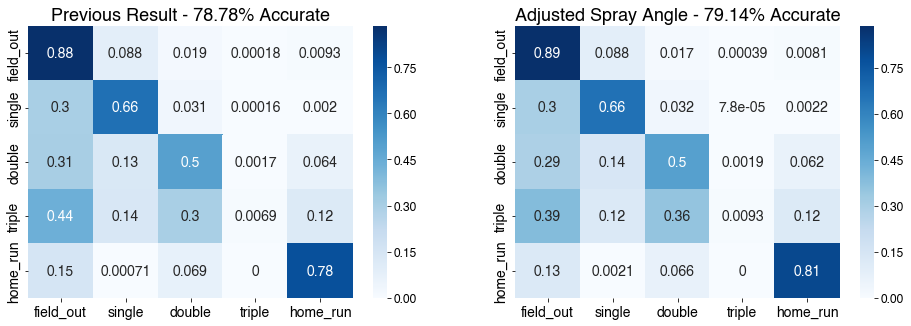 Previous Result - 78.78% Accurate
field_out 0.88 0.088 0.019 0.00018 0.0093
single 0.3 0.66 0.031 0.00016 0.002
double 0.31 0.13 0.5 0.0017 0.064
triple 0.44 0.14 0.3 0.0069 0.12
home_run 0.15 0.00071 0.069 0 0.78
field_out single double triple home_run
0.75
0.60
0.45
0.30
0.15
0.00
Adjusted Spray Angle - 79.14% Accurate
field_out 0.89 0.088 0.017 0.00039 0.0081
single 0.3 0.66 0.032 7.8e-05 0.0022
double 0.29 0.14 0.5 0.0019 0.062
triple 0.39 0.12 0.36 0.0093 0.12
home_run 0.13 0.0021 0.066 0 0.81
field_out single double triple home_run
0.75
0.60
0.45
0.30
0.15
0.00